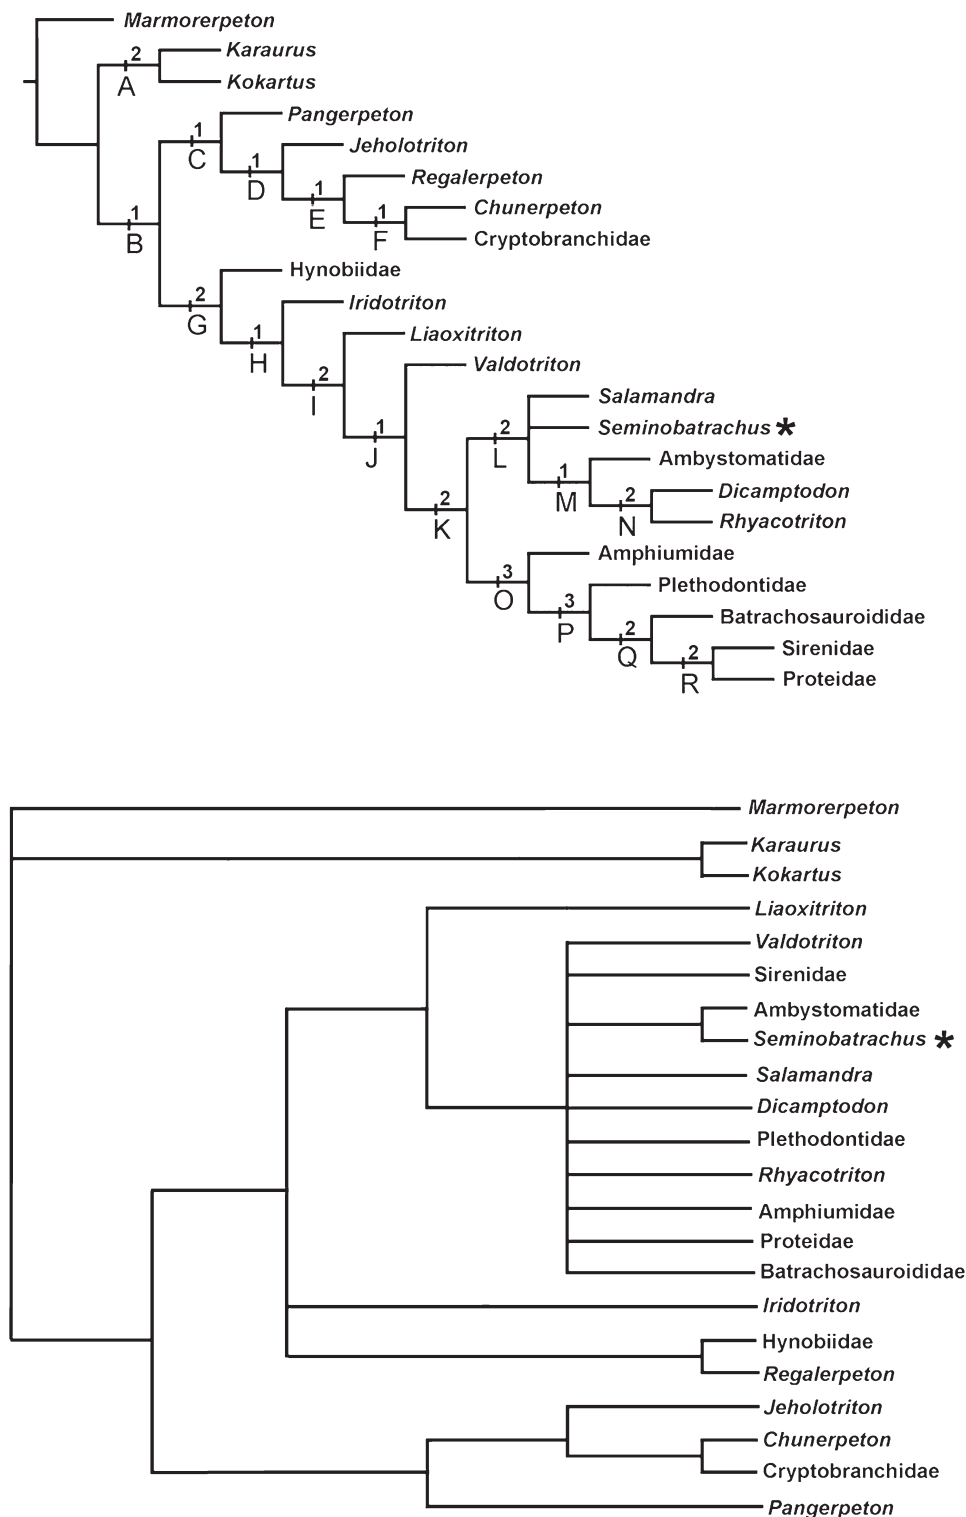 Marmorerpeton
2
Karaurus
A
Kokartus
Pangerpeton
1
C
Jeholotriton
1
D
Regalerpeton
1
E
Chunerpeton
1
F
Cryptobranchidae
1
B
Hynobiidae
2
G
Iridotriton
1
H
Liaoxitriton
2
I
Valdotriton
1
J
Salamandra
2
L
Seminobatrachus *
Ambystomatidae
1
M
Dicamptodon
2
N
Rhyacotriton
2
K
Amphiumidae
3
O
Plethodontidae
3
P
Batrachosauroididae
2
Q
Sirenidae
2
R
Proteidae
Marmorerpeton
Karaurus
Kokartus
Liaoxitriton
Valdotriton
Sirenidae
Ambystomatidae
Seminobatrachus *
Salamandra
Dicamptodon
Plethodontidae
Rhyacotriton
Amphiumidae
Proteidae
Batrachosauroididae
Iridotriton
Hynobiidae
Regalerpeton
Jeholotriton
Chunerpeton
Cryptobranchidae
Pangerpeton